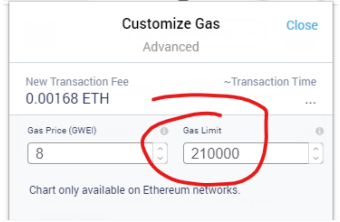 Customize Gas Close
Advanced
New Transaction Fee ~Transaction Time
0.00168 ETH ...
Gas Price (GWEI) Gas Limit
8 210000
Chart only available on Ethereum networks.